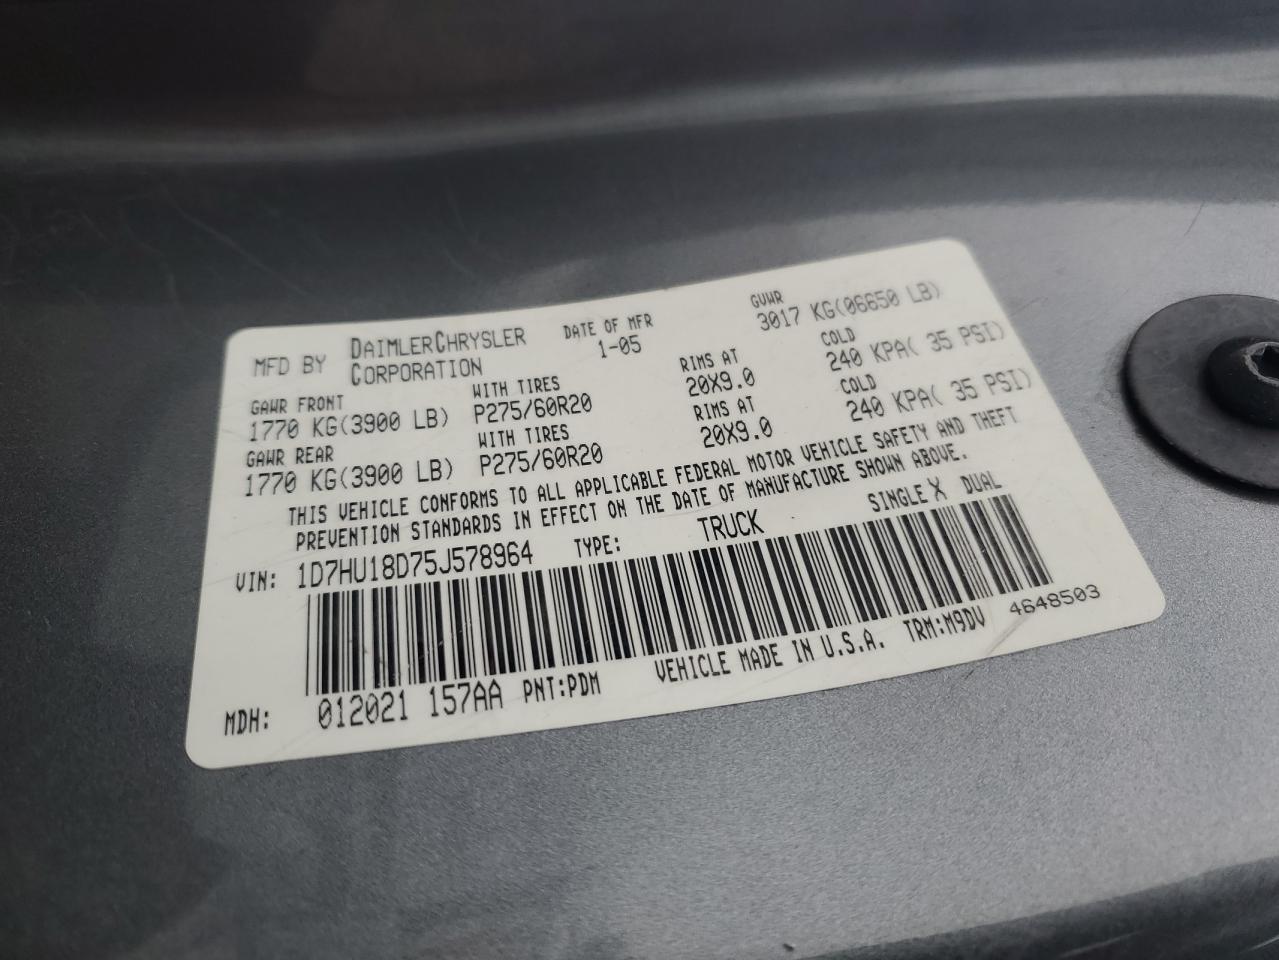 MFD BY DAIMLERCHRYSLER CORPORATION DATE OF MFR 1-05 GVWR 3017 KG(06650 LB)
GAWR FRONT WITH TIRES RIMS AT COLD
1770 KG(3900 LB) P275/60R20 20X9.0 240 KPA( 35 PSI)
GAWR REAR WITH TIRES RIMS AT COLD
1770 KG(3900 LB) P275/60R20 20X9.0 240 KPA( 35 PSI)
THIS VEHICLE CONFORMS TO ALL APPLICABLE FEDERAL MOTOR VEHICLE SAFETY AND THEFT
PREVENTION STANDARDS IN EFFECT ON THE DATE OF MANUFACTURE SHOWN ABOVE.
VIN: 1D7HU18D75J578964 TYPE: TRUCK SINGLE X DUAL
MDH: 012021 157AA PNT:PDM VEHICLE MADE IN U.S.A. TRM:M9DV 4648503